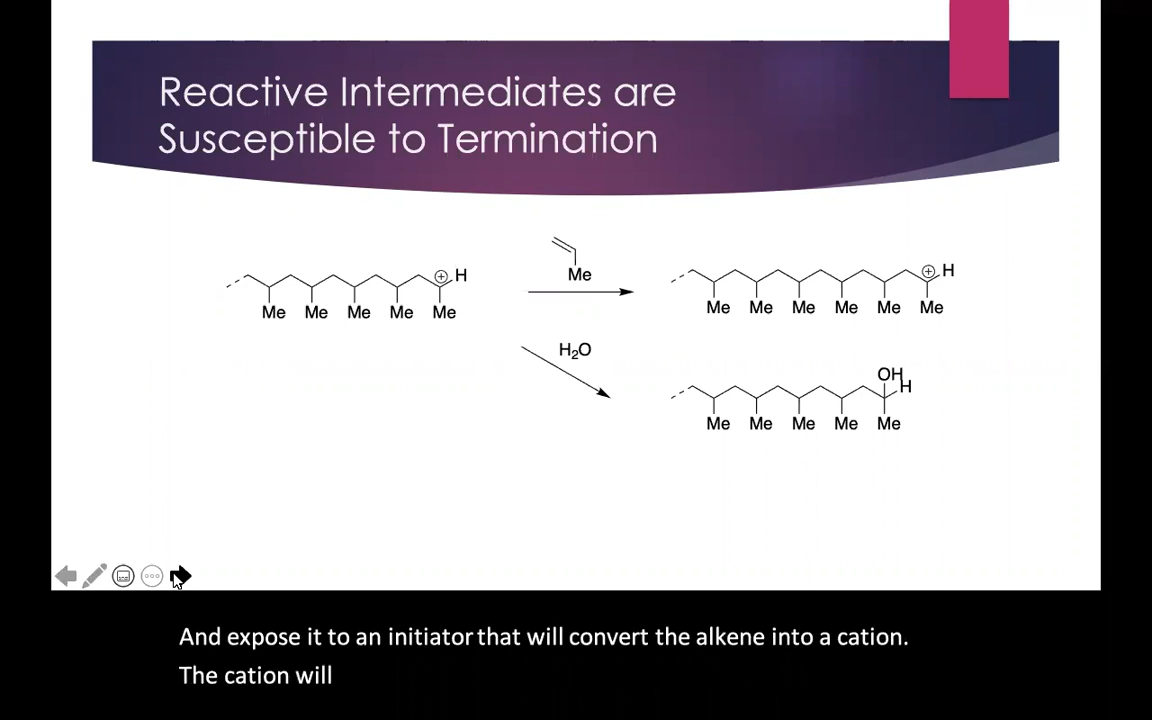 Reactive Intermediates are
Susceptible to Termination
⊕ H
Me Me Me Me Me
Me
⊕ H
Me Me Me Me Me Me
H₂O
OH
H
Me Me Me Me Me
And expose it to an initiator that will convert the alkene into a cation.
The cation will